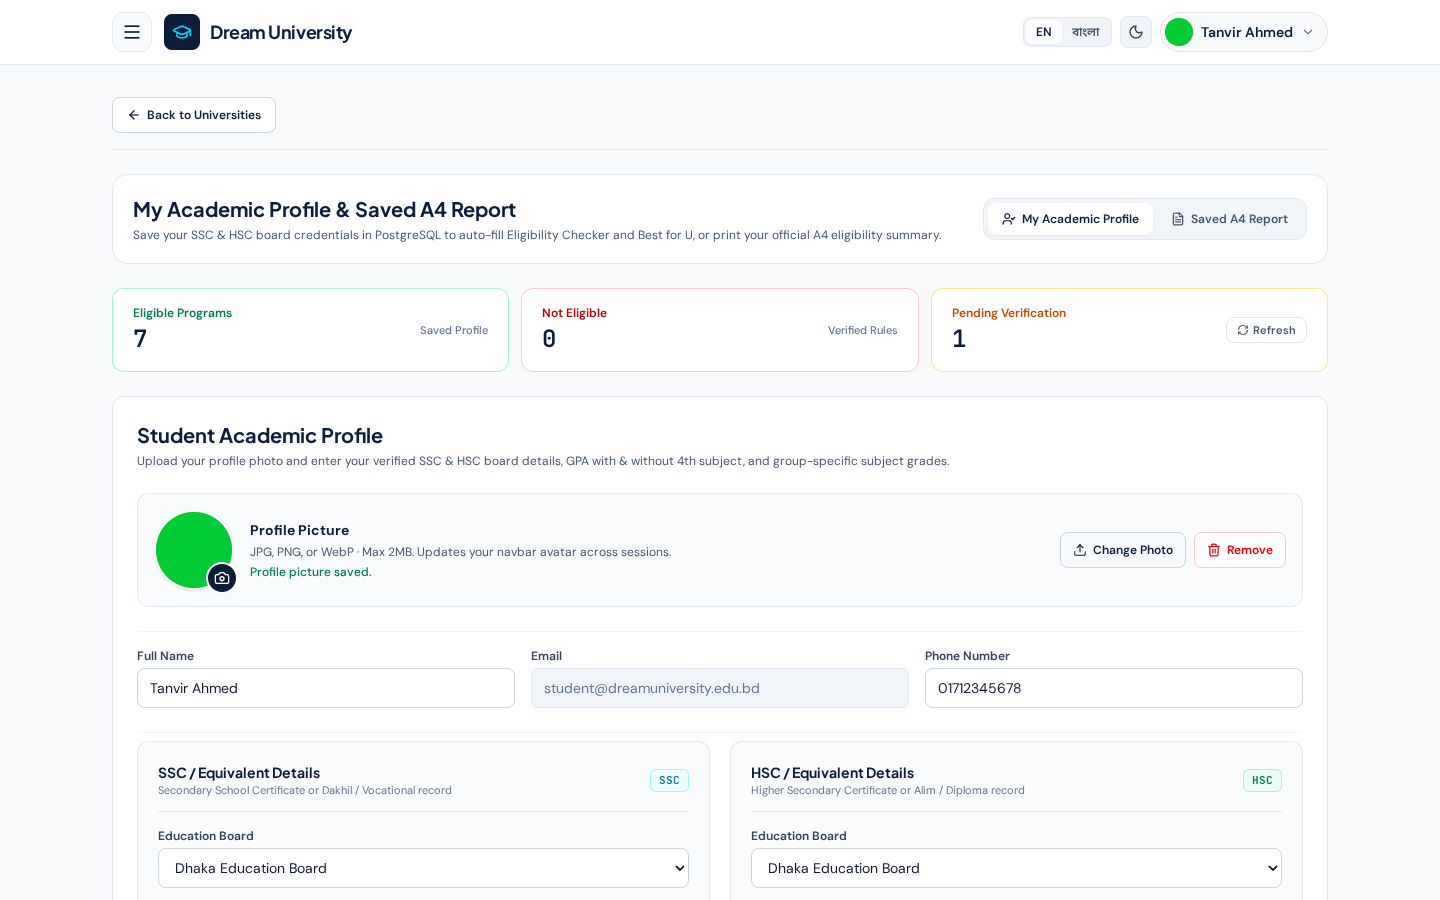 Dream University
EN
বাংলা
Tanvir Ahmed
Back to Universities
My Academic Profile & Saved A4 Report
Save your SSC & HSC board credentials in PostgreSQL to auto-fill Eligibility Checker and Best for U, or print your official A4 eligibility summary.
My Academic Profile
Saved A4 Report
Eligible Programs
7
Saved Profile
Not Eligible
0
Verified Rules
Pending Verification
1
Refresh
Student Academic Profile
Upload your profile photo and enter your verified SSC & HSC board details, GPA with & without 4th subject, and group-specific subject grades.
Profile Picture
JPG, PNG, or WebP · Max 2MB. Updates your navbar avatar across sessions.
Profile picture saved.
Change Photo
Remove
Full Name
Tanvir Ahmed
Email
student@dreamuniversity.edu.bd
Phone Number
01712345678
SSC / Equivalent Details
Secondary School Certificate or Dakhil / Vocational record
SSC
Education Board
Dhaka Education Board
HSC / Equivalent Details
Higher Secondary Certificate or Alim / Diploma record
HSC
Education Board
Dhaka Education Board